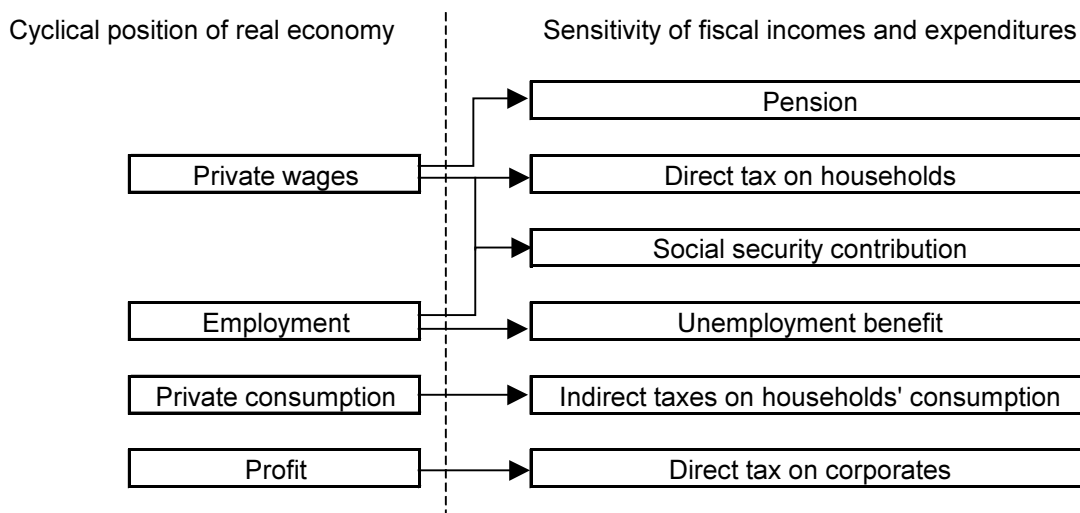 Cyclical position of real economy
Sensitivity of fiscal incomes and expenditures
Pension
Private wages
Direct tax on households
Social security contribution
Employment
Unemployment benefit
Private consumption
Indirect taxes on households' consumption
Profit
Direct tax on corporates